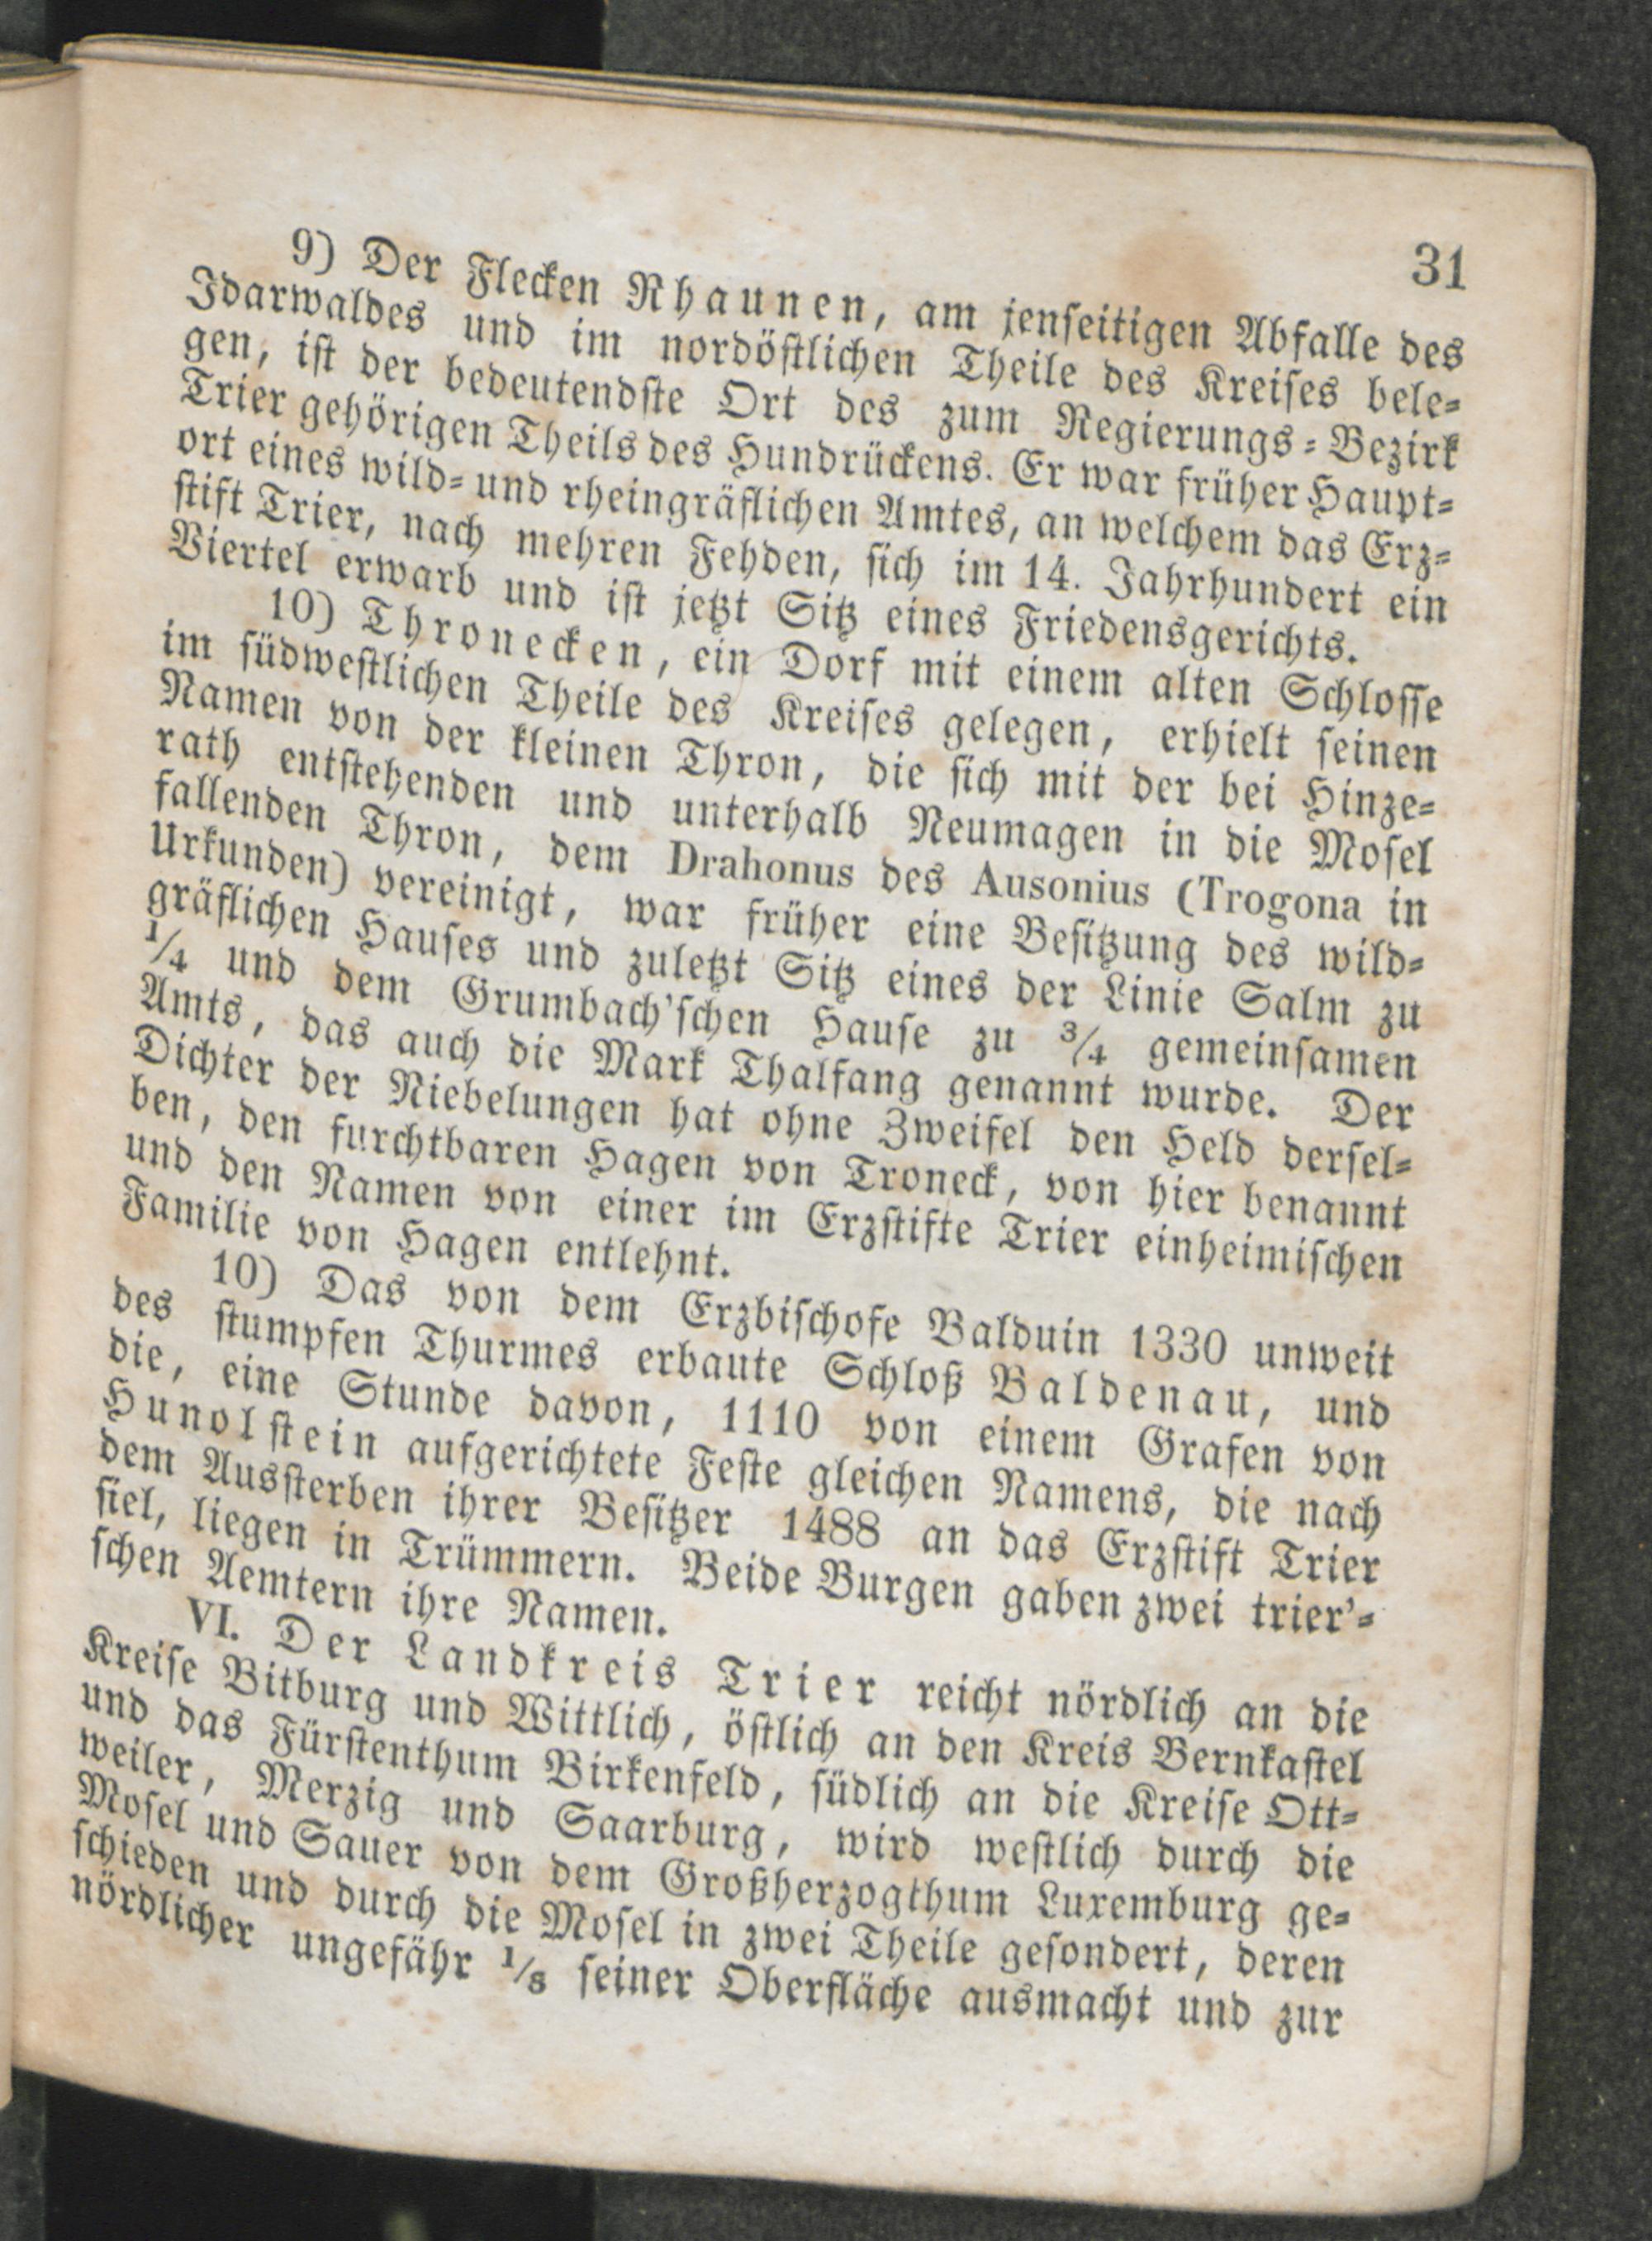 31
9) Der Flecken Rhaunen, am jenseitigen Abfalle des
Idarwaldes und im nordöstlichen Theile des Kreises bele-
gen, ist der bedeutendste Ort des zum Regierungs-Bezirk
Trier gehörigen Theils des Hundrückens. Er war früher Haupt-
ort eines wild- und rheingräflichen Amtes, an welchem das Erz-
stift Trier, nach mehren Fehden, sich im 14. Jahrhundert ein
Viertel erwarb und ist jetzt Sitz eines Friedensgerichts.
10) Thronecken, ein Dorf mit einem alten Schlosse
im südwestlichen Theile des Kreises gelegen, erhielt seinen
Namen von der kleinen Thron, die sich mit der bei Hinze-
rath entstehenden und unterhalb Neumagen in die Mosel
fallenden Thron, dem Drahonus des Ausonius (Trogona in
Urkunden) vereinigt, war früher eine Besitzung des wild-
gräflichen Hauses und zuletzt Sitz eines der Linie Salm zu
1/4 und dem Grumbach'schen Hause zu 3/4 gemeinsamen
Amts, das auch die Mark Thalfang genannt wurde. Der
Dichter der Niebelungen hat ohne Zweifel den Held dersel-
ben, den furchtbaren Hagen von Troneck, von hier benannt
und den Namen von einer im Erzstifte Trier einheimischen
Familie von Hagen entlehnt.
10) Das von dem Erzbischofe Balduin 1330 unweit
des stumpfen Thurmes erbaute Schloß Baldenau, und
die, eine Stunde davon, 1110 von einem Grafen von
Hunolstein aufgerichtete Feste gleichen Namens, die nach
dem Aussterben ihrer Besitzer 1488 an das Erzstift Trier
fiel, liegen in Trümmern. Beide Burgen gaben zwei trier'-
schen Aemtern ihre Namen.
VI. Der Landkreis Trier reicht nördlich an die
Kreise Bitburg und Wittlich, östlich an den Kreis Bernkastel
und das Fürstenthum Birkenfeld, südlich an die Kreise Ott-
weiler, Merzig und Saarburg, wird westlich durch die
Mosel und Sauer von dem Großherzogthum Luxemburg ge-
schieden und durch die Mosel in zwei Theile gesondert, deren
nördlicher ungefähr 1/8 seiner Oberfläche ausmacht und zur